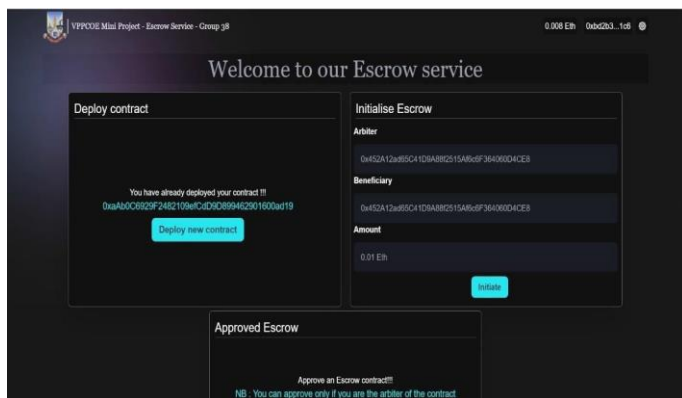 VPPCOE Mini Project - Escrow Service - Group 38
0.008 Eth 0xbd2b3...1c6
Welcome to our Escrow service
Deploy contract
You have already deployed your contract !!!
0xaAb0C6929F2482109efCdD9D899462901600ad19
Deploy new contract
Initialise Escrow
Arbiter
0x452A12ad65C41D9A88f2515Af6c6F364060D4CE8
Beneficiary
0x452A12ad65C41D9A88f2515Af6c6F364060D4CE8
Amount
0.01 Eth
Initiate
Approved Escrow
Approve an Escrow contract!!!
NB : You can approve only if you are the arbiter of the contract